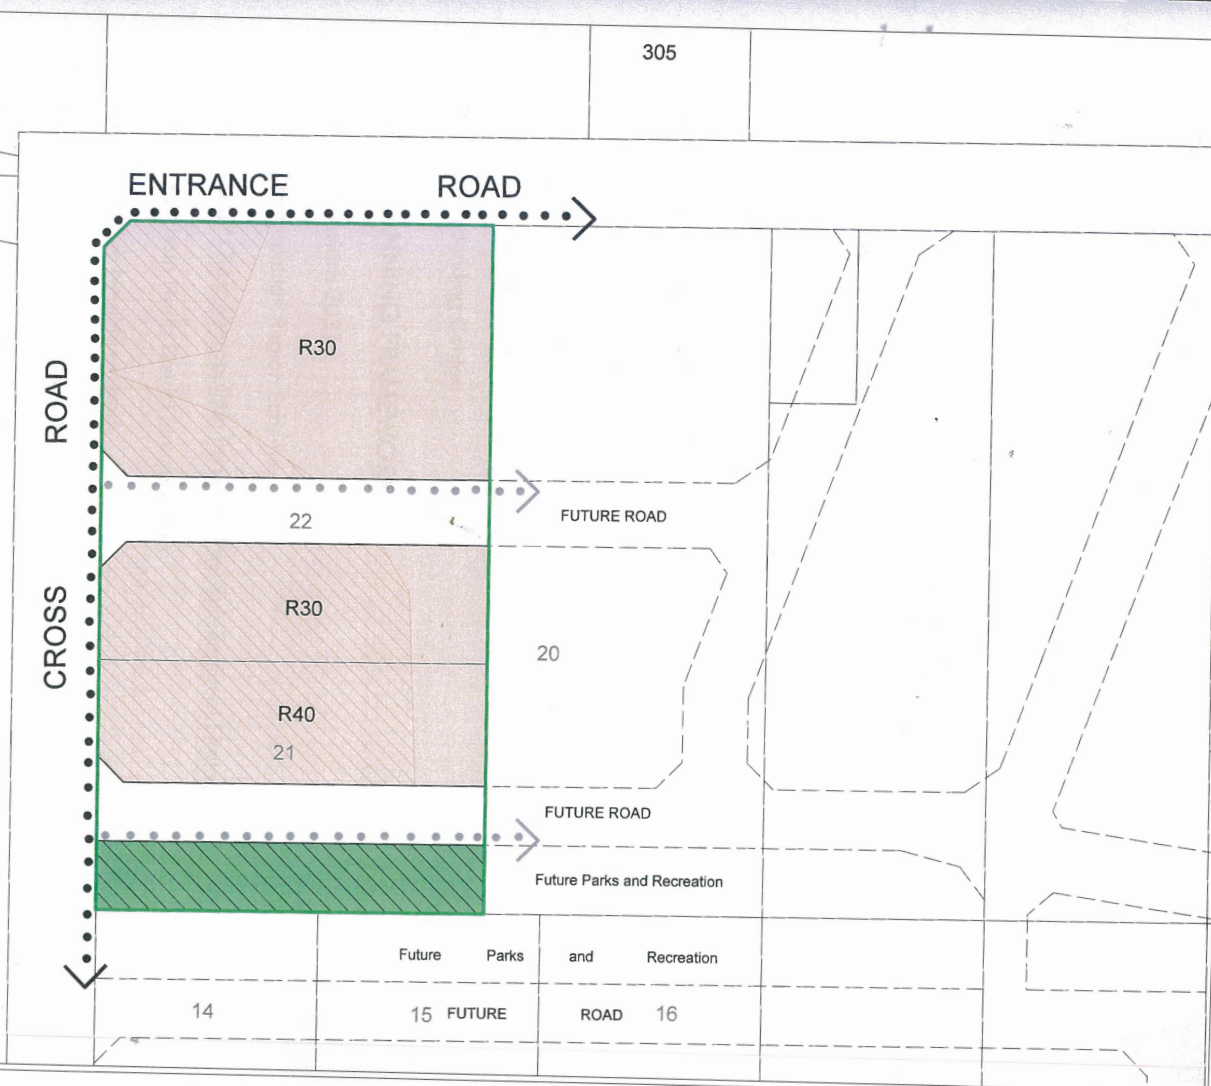 305
ENTRANCE ROAD
R30
ROAD
22
FUTURE ROAD
R30
CROSS
20
R40
21
FUTURE ROAD
Future Parks and Recreation
Future Parks and Recreation
14
15 FUTURE ROAD 16